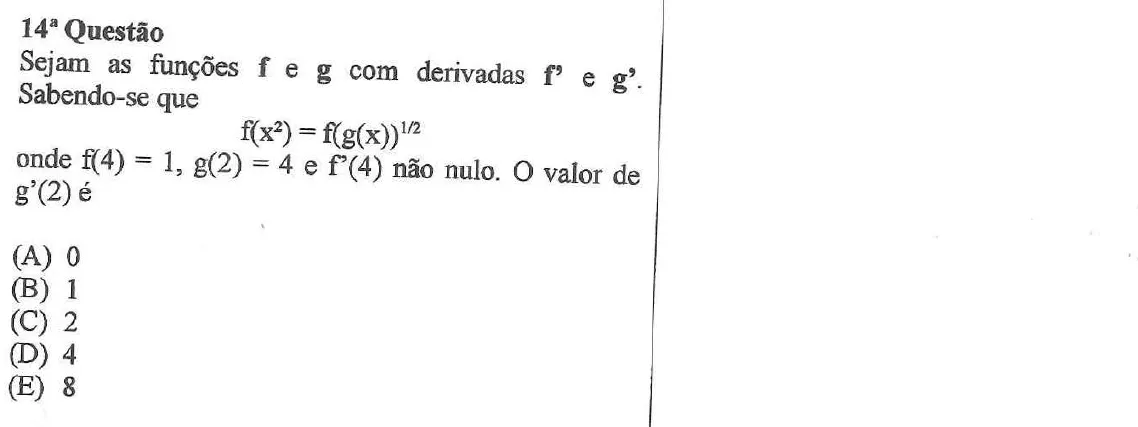 14ª Questão
Sejam as funções f e g com derivadas f’ e g’.
Sabendo-se que
f(x²) = f(g(x))^1/2
onde f(4) = 1, g(2) = 4 e f’(4) não nulo. O valor de
g’(2) é
(A) 0
(B) 1
(C) 2
(D) 4
(E) 8